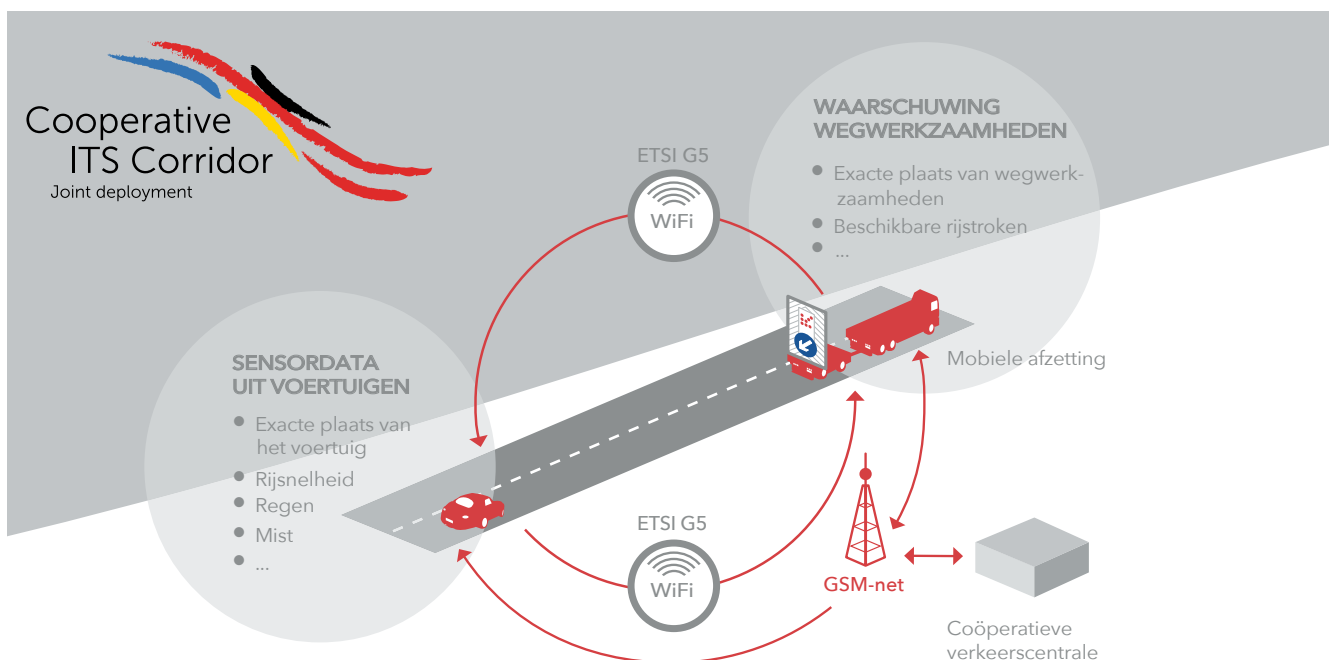 Cooperative
ITS Corridor
Joint deployment
WAARSCHUWING
WEGWERKZAAMHEDEN
• Exacte plaats van wegwerk-
zaamheden
• Beschikbare rijstroken
• ...
ETSI G5
WiFi
Mobiele afzetting
SENSORDATA
UIT VOERTUIGEN
• Exacte plaats van
het voertuig
• Rijsnelheid
• Regen
• Mist
• ...
ETSI G5
WiFi
GSM-net
Coöperatieve
verkeerscentrale